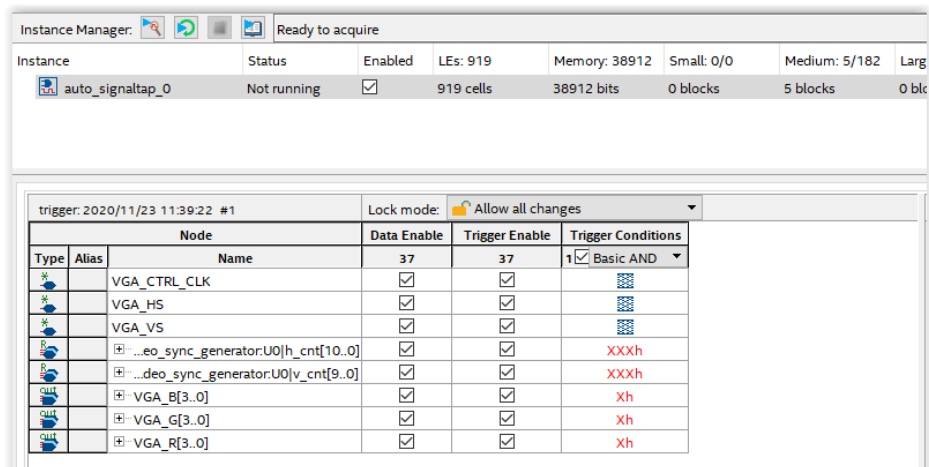 Instance Manager: Ready to acquire
Instance Status Enabled LEs: 919 Memory: 38912 Small: 0/0 Medium: 5/182 Larg
auto_signaltap_0 Not running 919 cells 38912 bits 0 blocks 5 blocks 0 blo
trigger: 2020/11/23 11:39:22 #1 Lock mode: Allow all changes
Node Data Enable Trigger Enable Trigger Conditions
Type Alias Name 37 37 1 Basic AND
VGA_CTRL_CLK
VGA_HS
VGA_VS
...eo_sync_generator:U0|h_cnt[10..0] XXXh
...deo_sync_generator:U0|v_cnt[9..0] XXXh
VGA_B[3..0] Xh
VGA_G[3..0] Xh
VGA_R[3..0] Xh